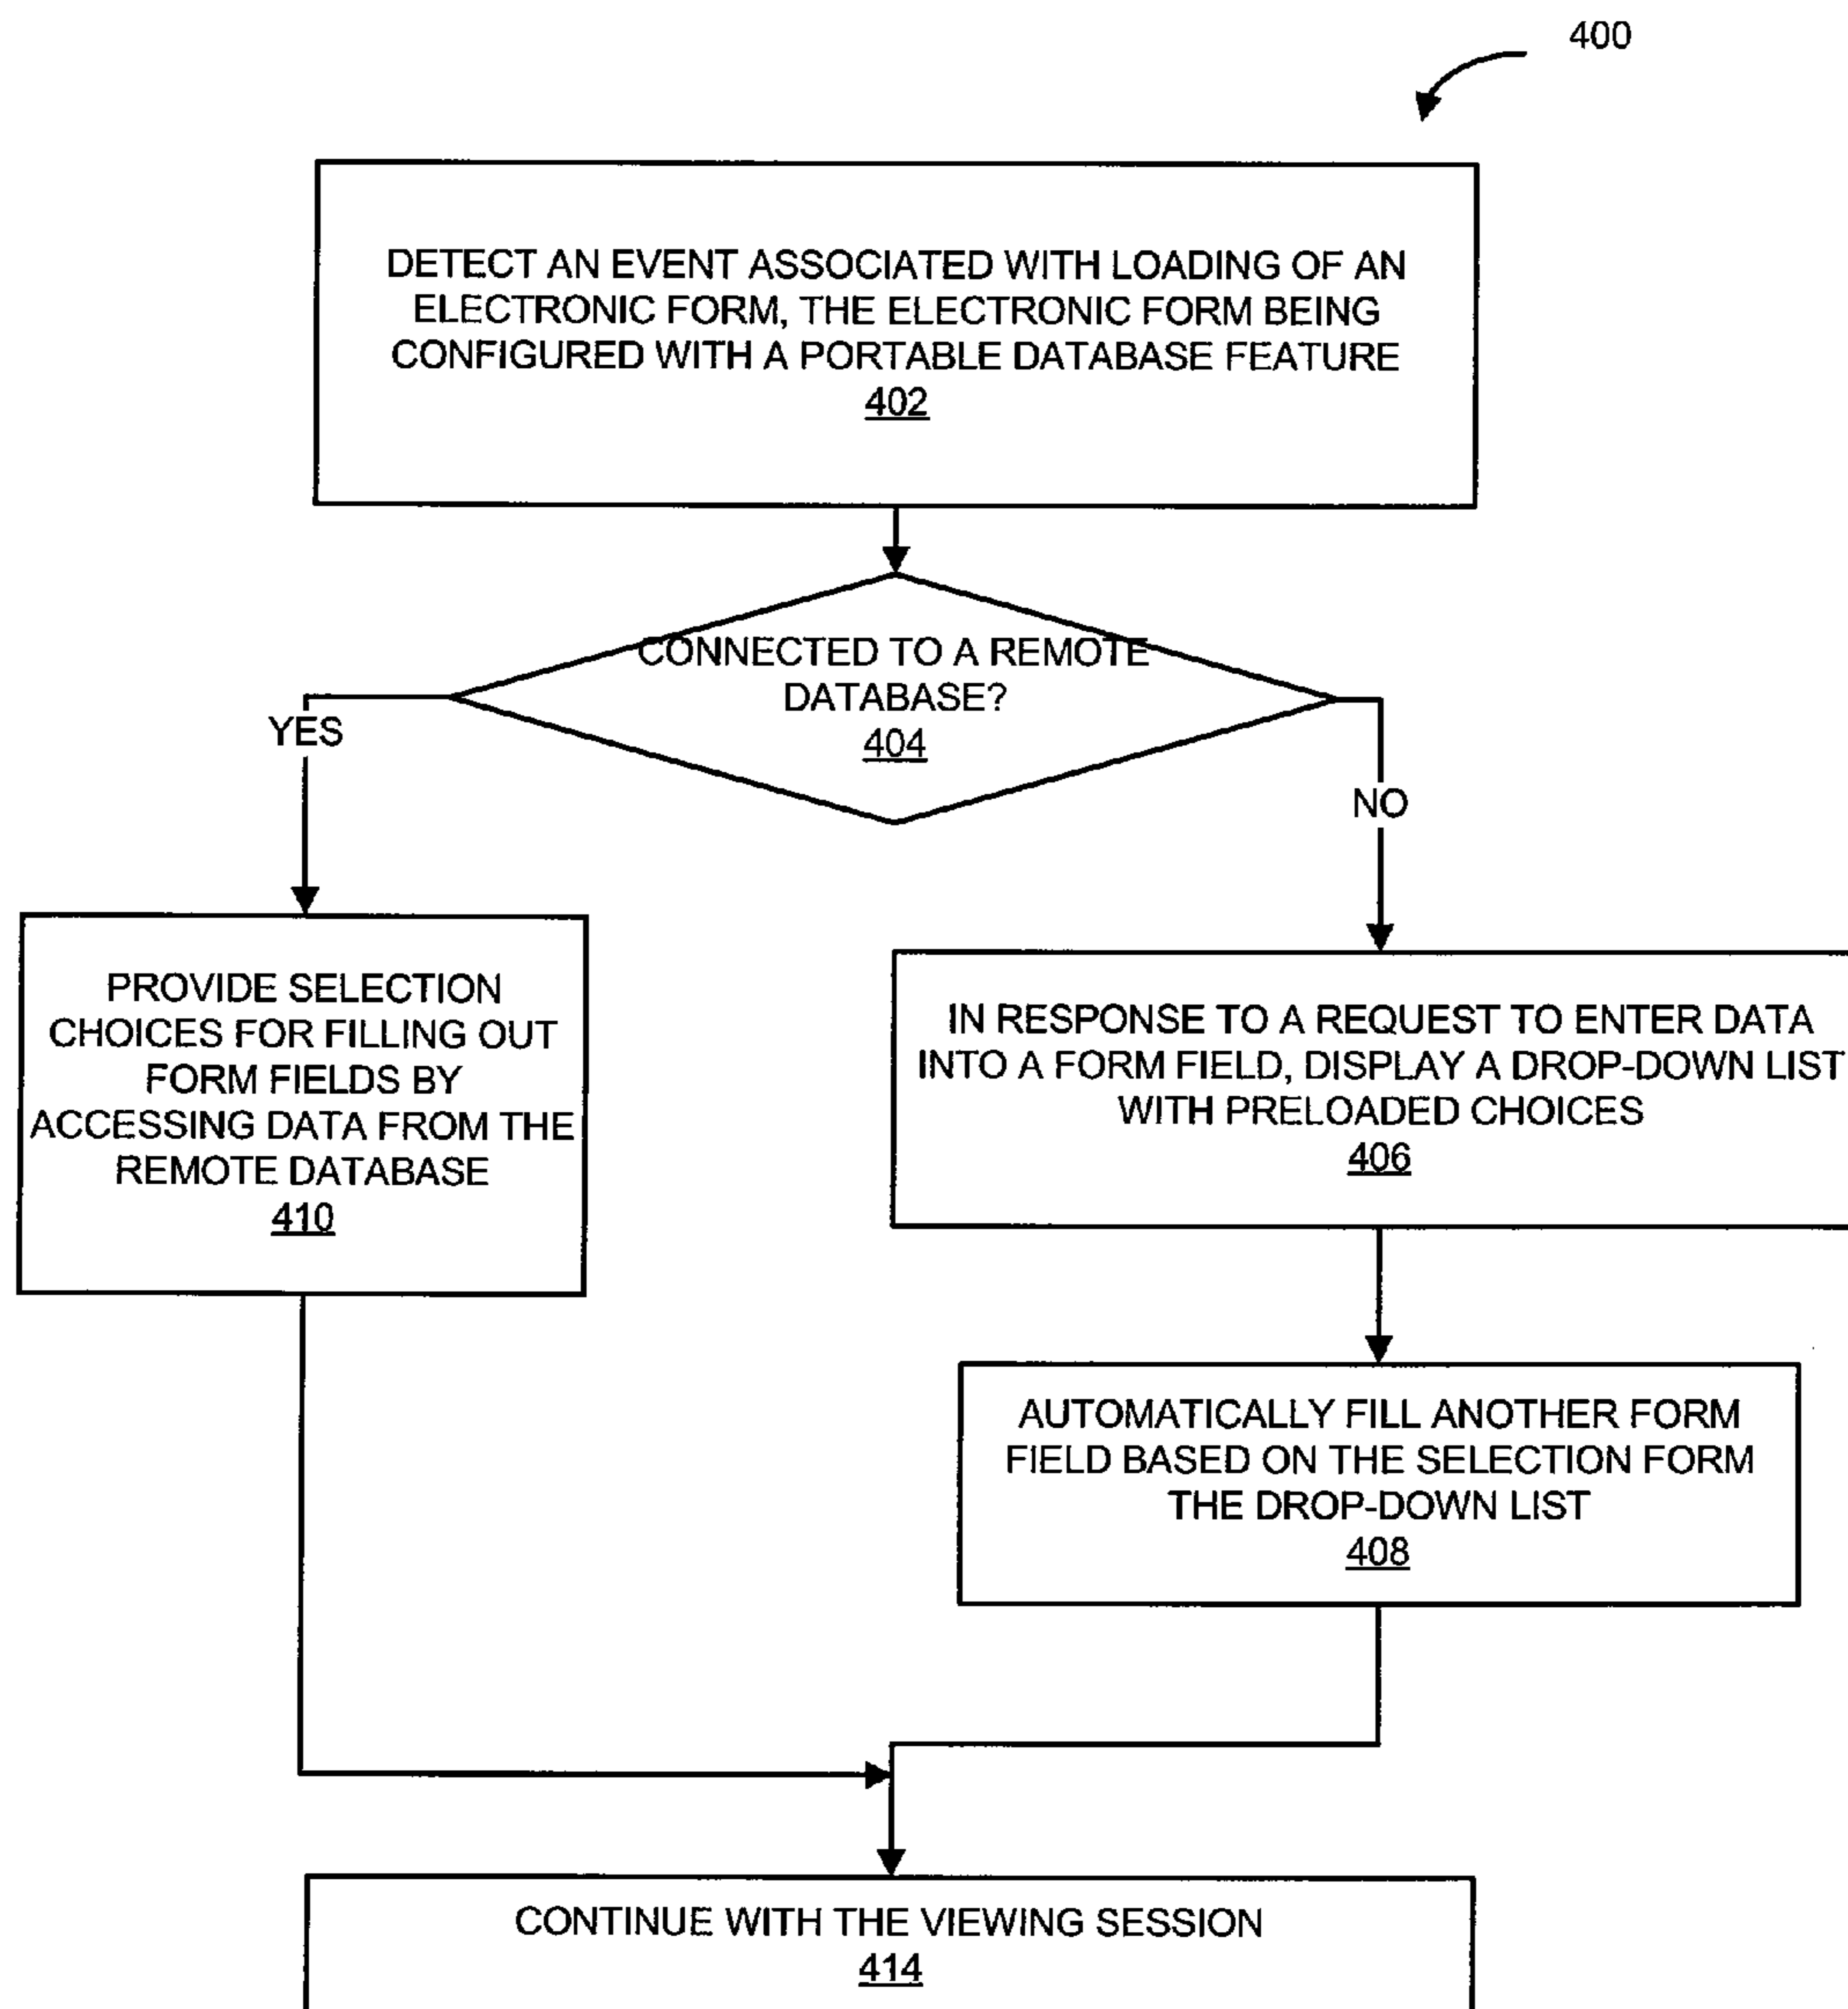 400
DETECT AN EVENT ASSOCIATED WITH LOADING OF AN
ELECTRONIC FORM, THE ELECTRONIC FORM BEING
CONFIGURED WITH A PORTABLE DATABASE FEATURE
402
CONNECTED TO A REMOTE
DATABASE?
404
YES
NO
PROVIDE SELECTION
CHOICES FOR FILLING OUT
FORM FIELDS BY
ACCESSING DATA FROM THE
REMOTE DATABASE
410
IN RESPONSE TO A REQUEST TO ENTER DATA
INTO A FORM FIELD, DISPLAY A DROP-DOWN LIST
WITH PRELOADED CHOICES
406
AUTOMATICALLY FILL ANOTHER FORM
FIELD BASED ON THE SELECTION FORM
THE DROP-DOWN LIST
408
CONTINUE WITH THE VIEWING SESSION
414